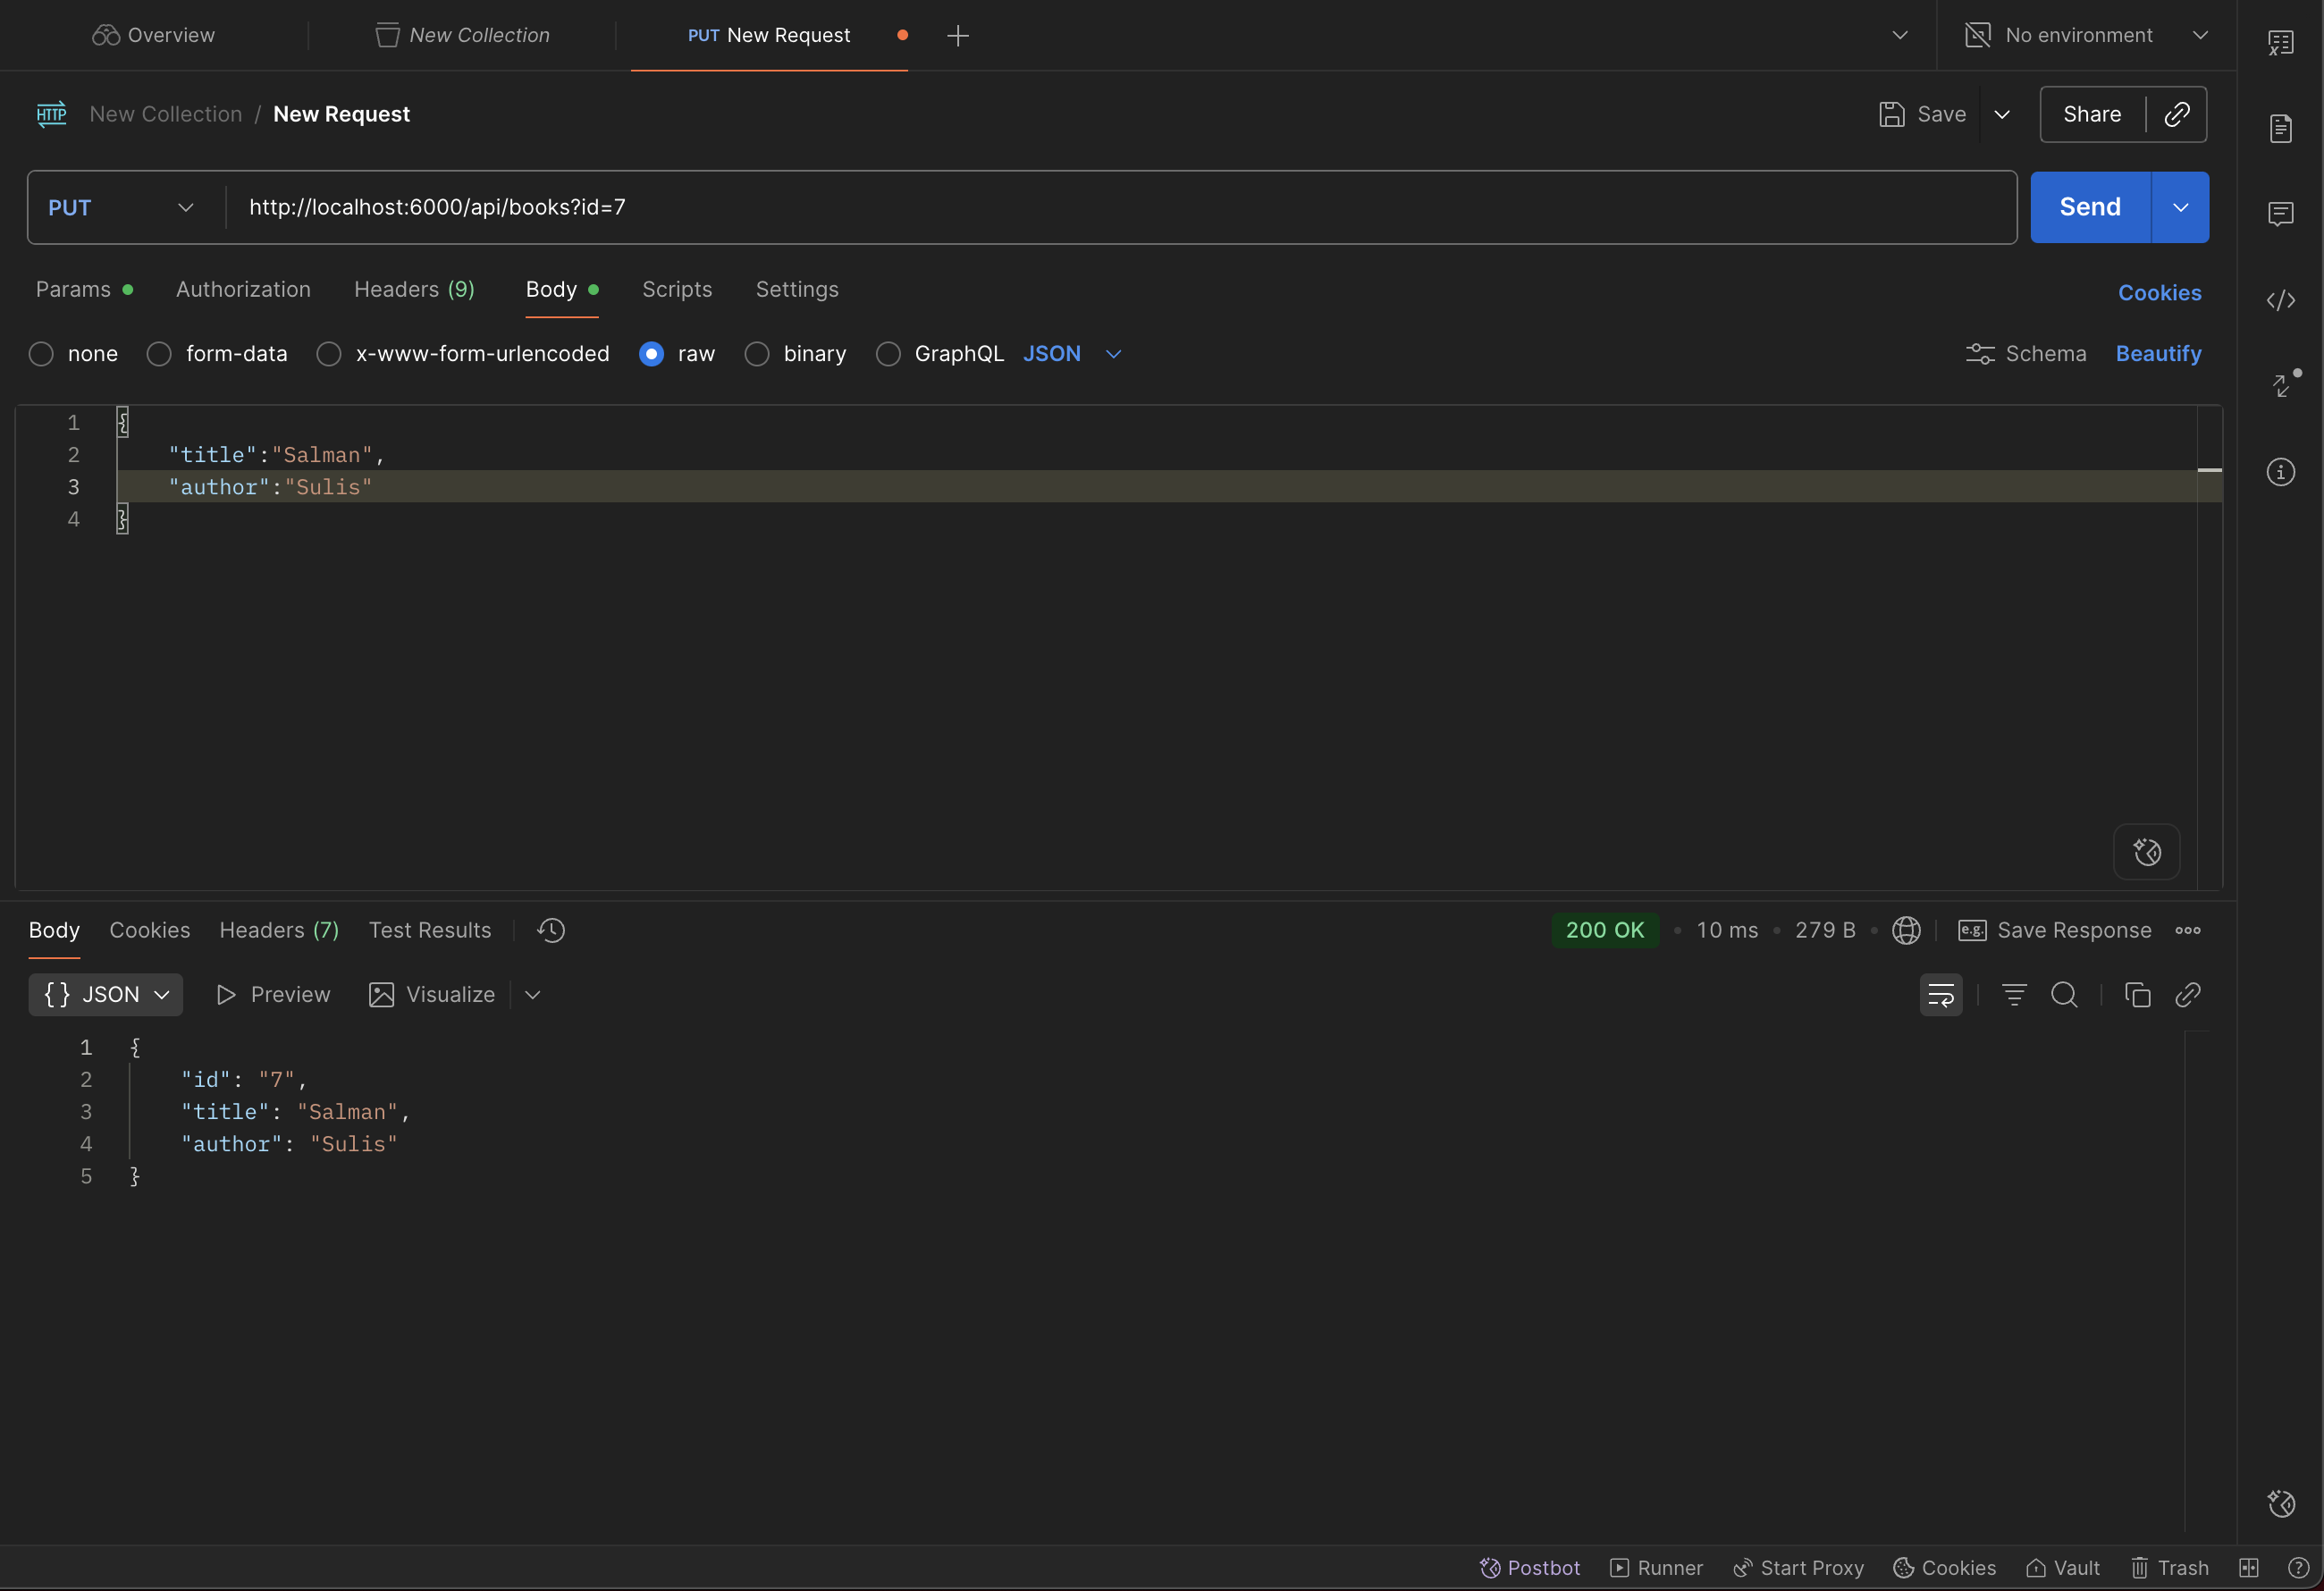 Overview
New Collection
PUT New Request
No environment
HTTP New Collection / New Request
Save
Share
PUT
http://localhost:6000/api/books?id=7
Send
Params
Authorization
Headers (9)
Body
Scripts
Settings
Cookies
none
form-data
x-www-form-urlencoded
raw
binary
GraphQL
JSON
Schema
Beautify
1 {
2 "title":"Salman",
3 "author":"Sulis"
4 }
Body
Cookies
Headers (7)
Test Results
200 OK • 10 ms • 279 B
e.g. Save Response
{} JSON
Preview
Visualize
1 {
2 "id": "7",
3 "title": "Salman",
4 "author": "Sulis"
5 }
Postbot
Runner
Start Proxy
Cookies
Vault
Trash